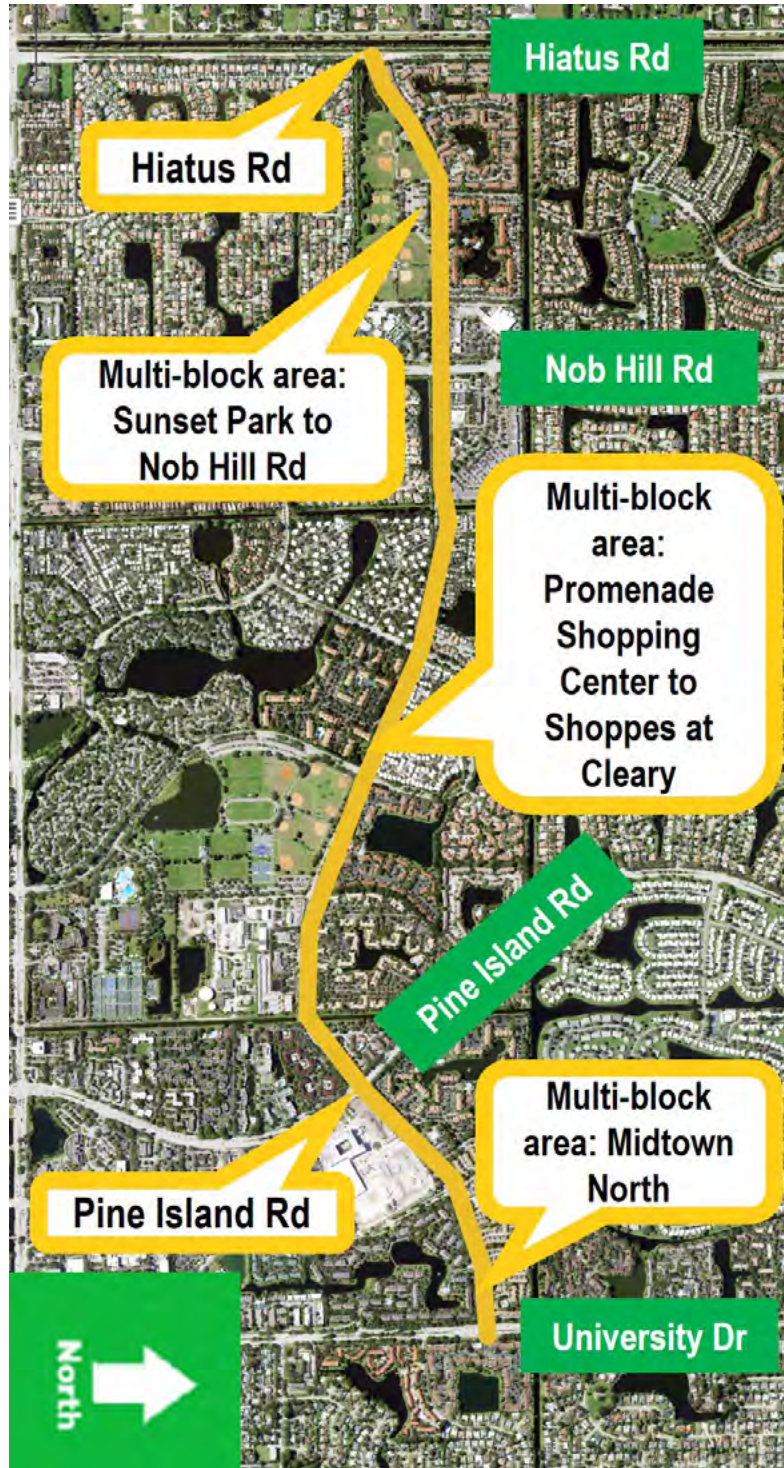 Hiatus Rd
Hiatus Rd
Multi-block area:
Sunset Park to
Nob Hill Rd
Nob Hill Rd
Multi-block
area:
Promenade
Shopping
Center to
Shoppes at
Cleary
Pine Island Rd
Multi-block
area: Midtown
North
Pine Island Rd
University Dr
North